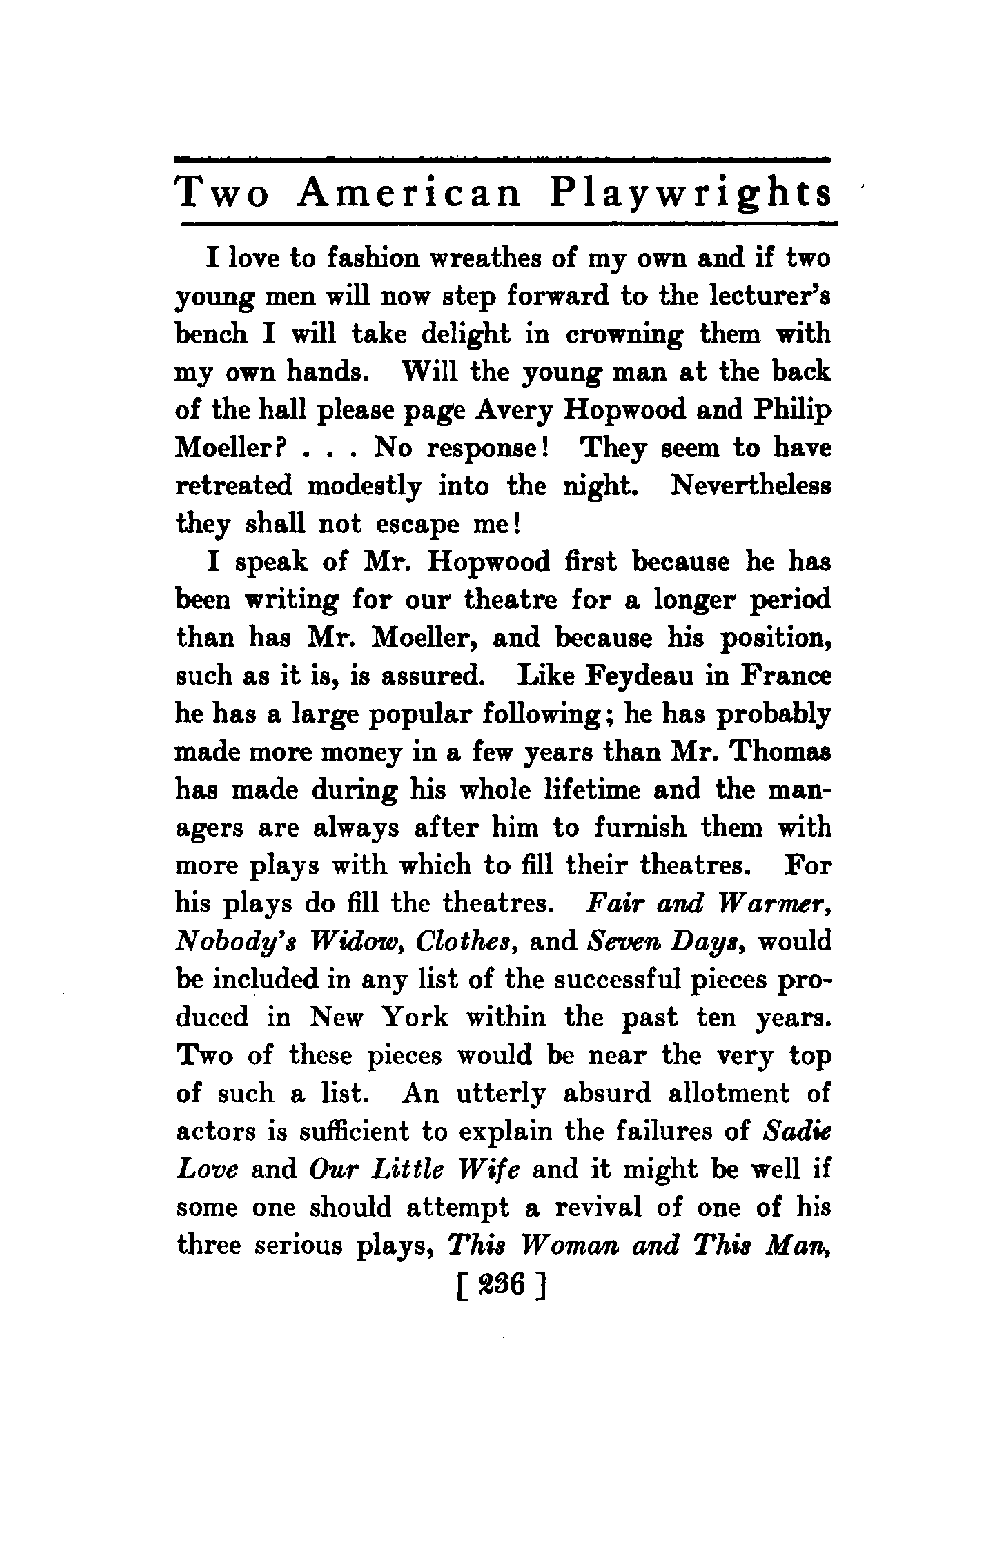 Two American Playwrights
I love to fashion wreathes of my own and if two
young men will now step forward to the lecturer's
bench I will take delight in crowning them with
my own hands. Will the young man at the back
of the hall please page Avery Hopwood and Philip
Moeller? . . . No response! They seem to have
retreated modestly into the night. Nevertheless
they shall not escape me!
I speak of Mr. Hopwood first because he has
been writing for our theatre for a longer period
than has Mr. Moeller, and because his position,
such as it is, is assured. Like Feydeau in France
he has a large popular following; he has probably
made more money in a few years than Mr. Thomas
has made during his whole lifetime and the man-
agers are always after him to furnish them with
more plays with which to fill their theatres. For
his plays do fill the theatres. Fair and Warmer,
Nobody's Widow, Clothes, and Seven Days, would
be included in any list of the successful pieces pro-
duced in New York within the past ten years.
Two of these pieces would be near the very top
of such a list. An utterly absurd allotment of
actors is sufficient to explain the failures of Sadie
Love and Our Little Wife and it might be well if
some one should attempt a revival of one of his
three serious plays, This Woman and This Man,
[ 236 ]